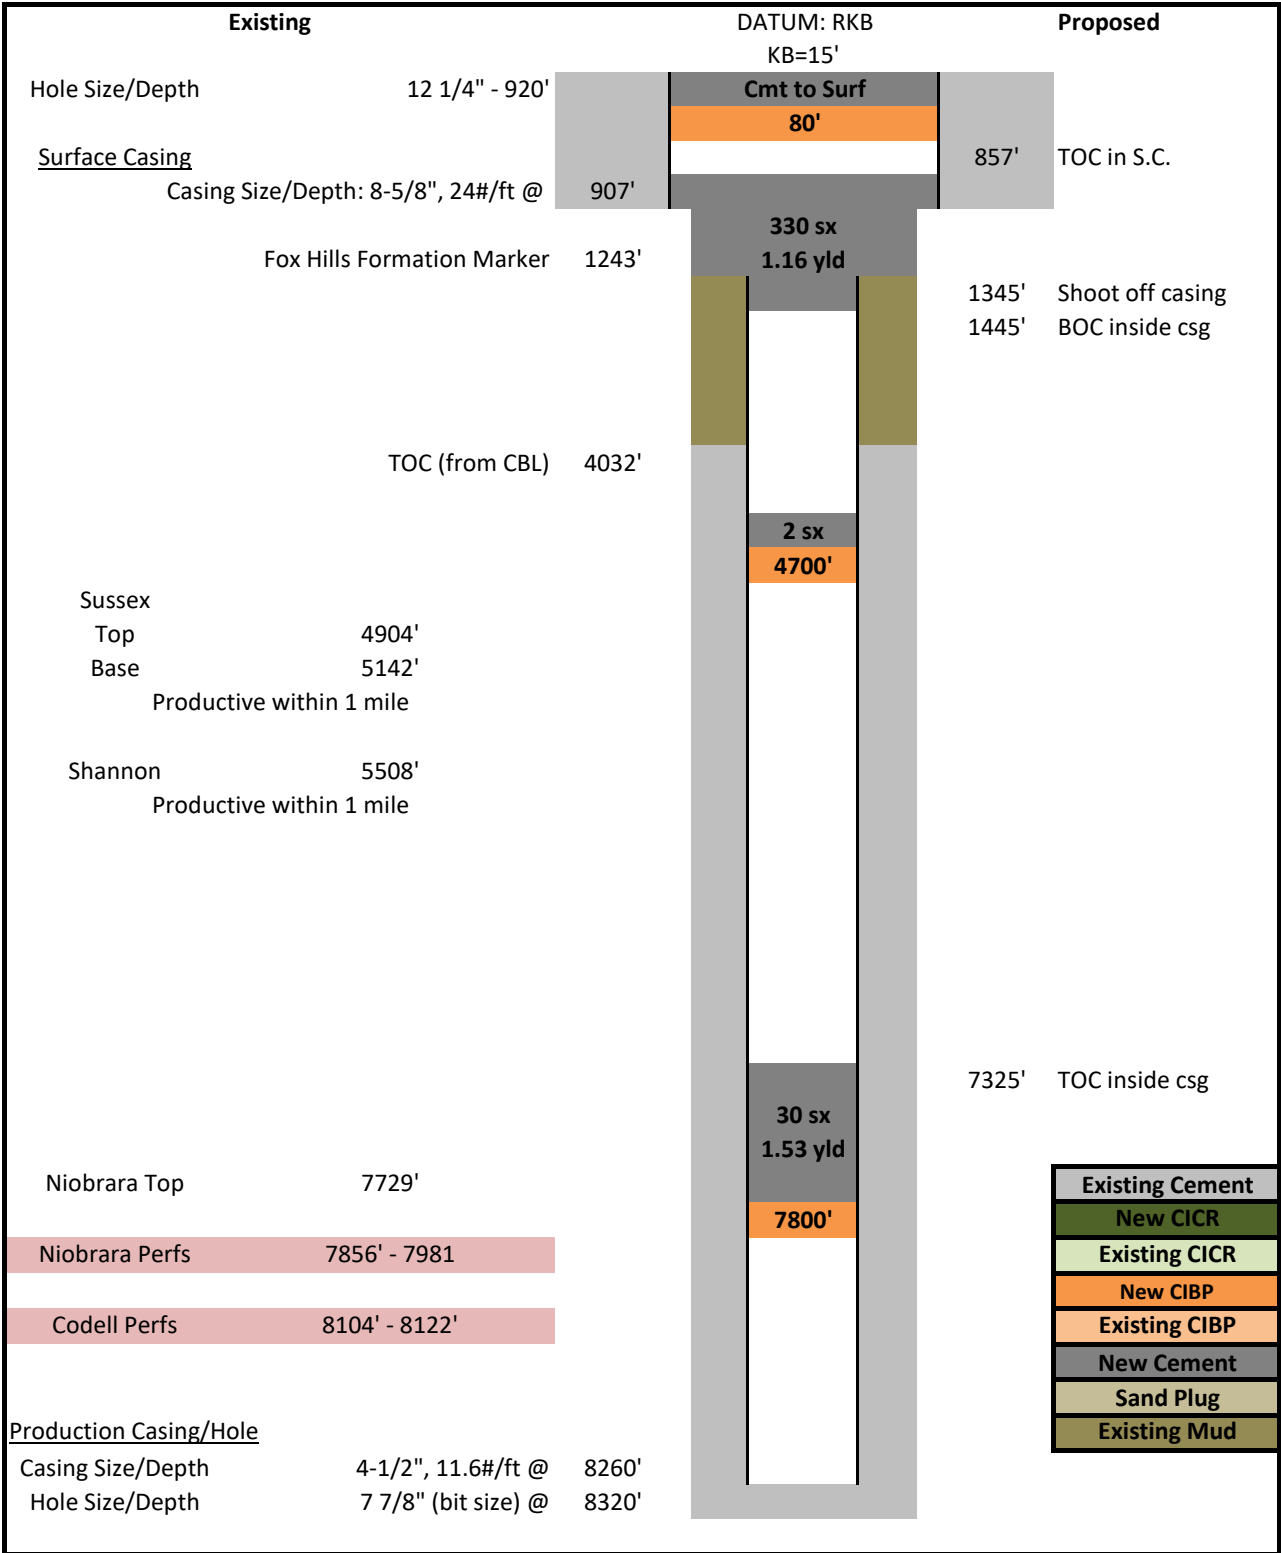 Existing DATUM: RKB Proposed
KB=15'
Hole Size/Depth 12 1/4" - 920' Cmt to Surf
80'
Surface Casing 857' TOC in S.C.
Casing Size/Depth: 8-5/8", 24#/ft @ 907'
330 sx
Fox Hills Formation Marker 1243' 1.16 yld
1345' Shoot off casing
1445' BOC inside csg
TOC (from CBL) 4032'
2 sx
4700'
Sussex
Top 4904'
Base 5142'
Productive within 1 mile
Shannon 5508'
Productive within 1 mile
7325' TOC inside csg
30 sx
1.53 yld
Niobrara Top 7729' Existing Cement
7800' New CICR
Niobrara Perfs 7856' - 7981 Existing CICR
New CIBP
Codell Perfs 8104' - 8122' Existing CIBP
New Cement
Sand Plug
Production Casing/Hole Existing Mud
Casing Size/Depth 4-1/2", 11.6#/ft @ 8260'
Hole Size/Depth 7 7/8" (bit size) @ 8320'